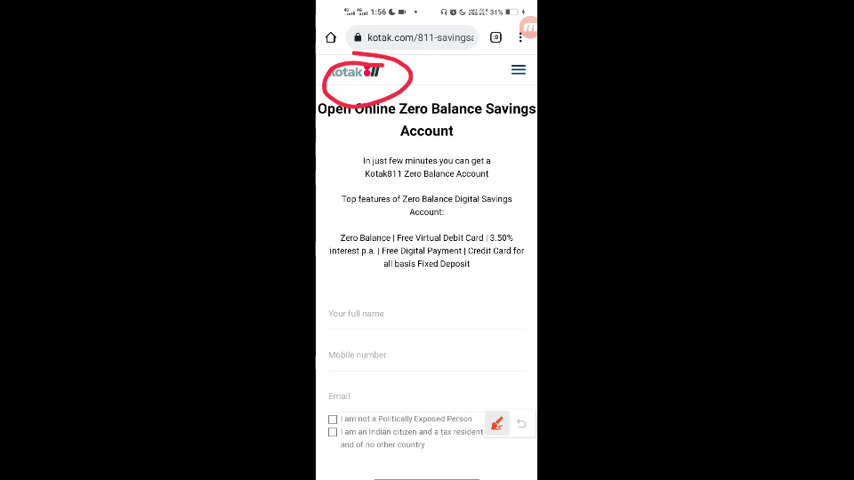 1:56
31%
kotak.com/811-savings
kotak 811
Open Online Zero Balance Savings
Account
In just few minutes you can get a
Kotak811 Zero Balance Account
Top features of Zero Balance Digital Savings
Account:
Zero Balance | Free Virtual Debit Card | 3.50%
interest p.a. | Free Digital Payment | Credit Card for
all basis Fixed Deposit
Your full name
Mobile number
Email
I am not a Politically Exposed Person
I am an Indian citizen and a tax resident
and of no other country